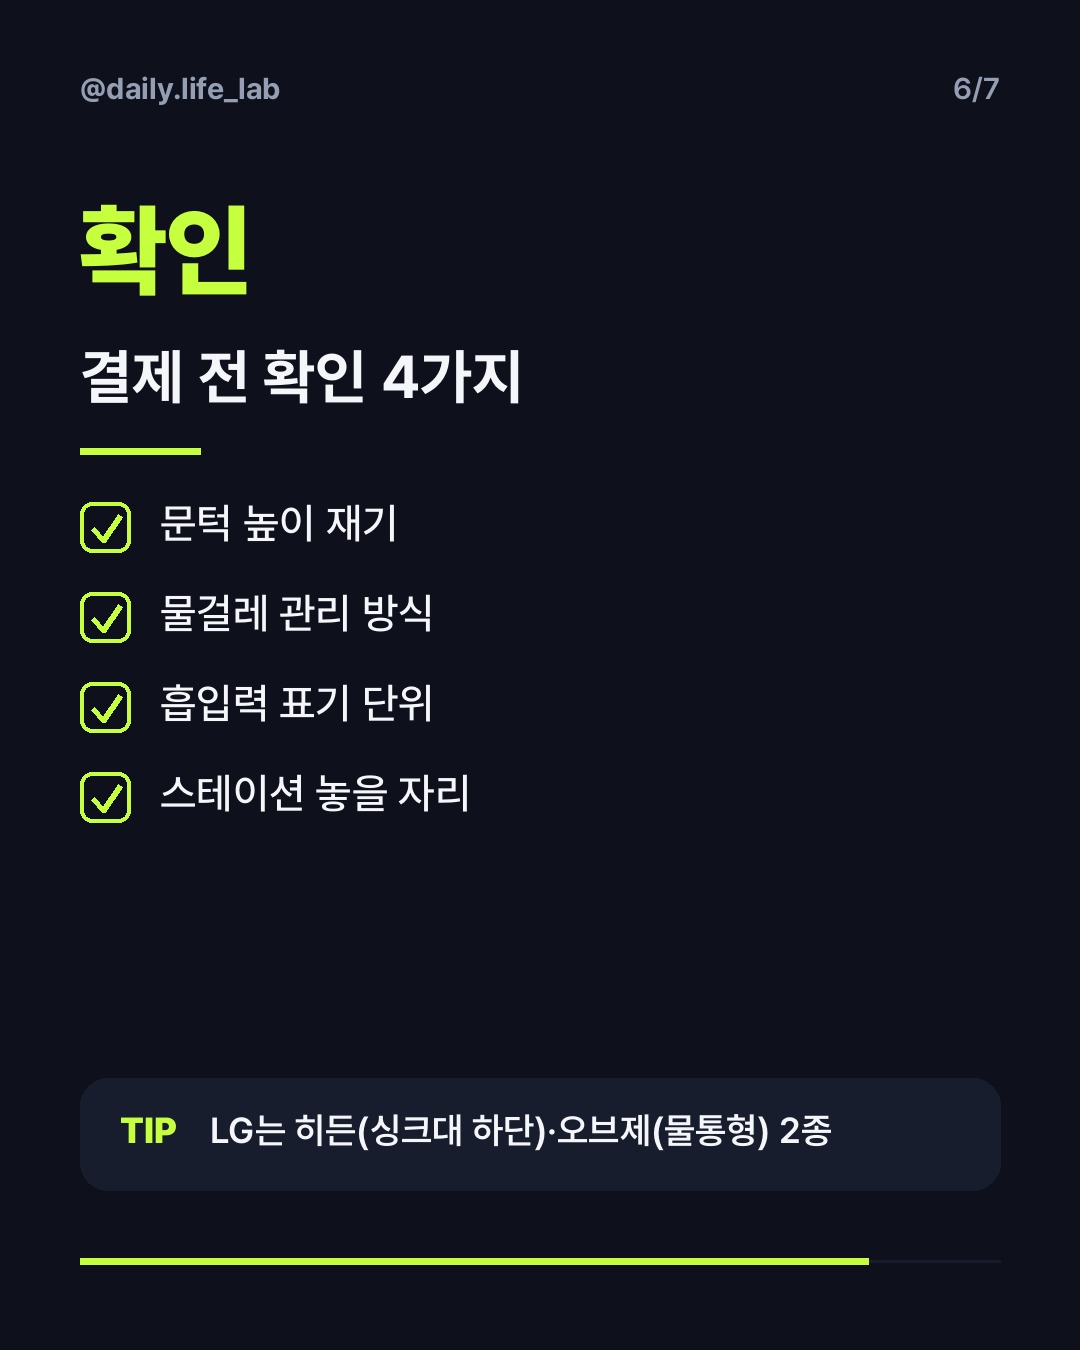 @daily.life_lab
6/7
확인
결제 전 확인 4가지
문턱 높이 재기
물걸레 관리 방식
흡입력 표기 단위
스테이션 놓을 자리
TIP LG는 히든(싱크대 하단)·오브제(물통형) 2종